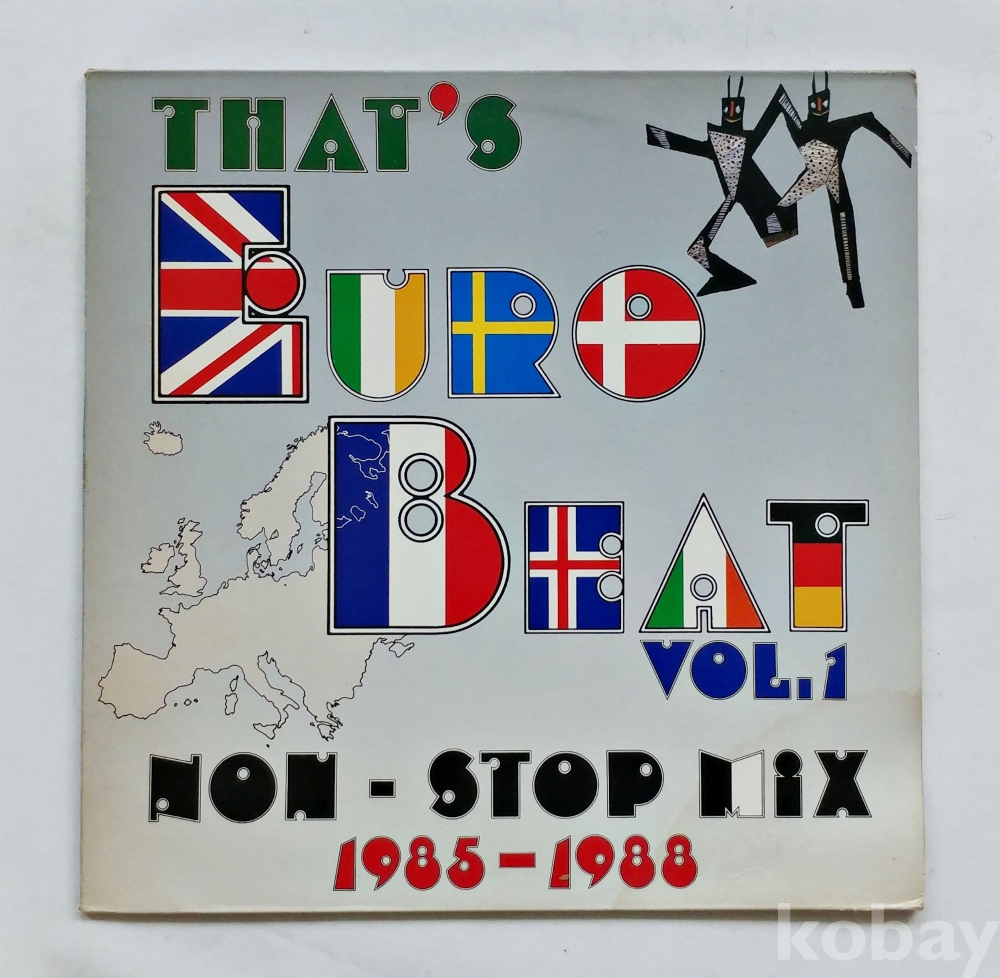 THAT'S
EURO
BEAT
VOL.1
NON - STOP MiX
1985-1988
kobay